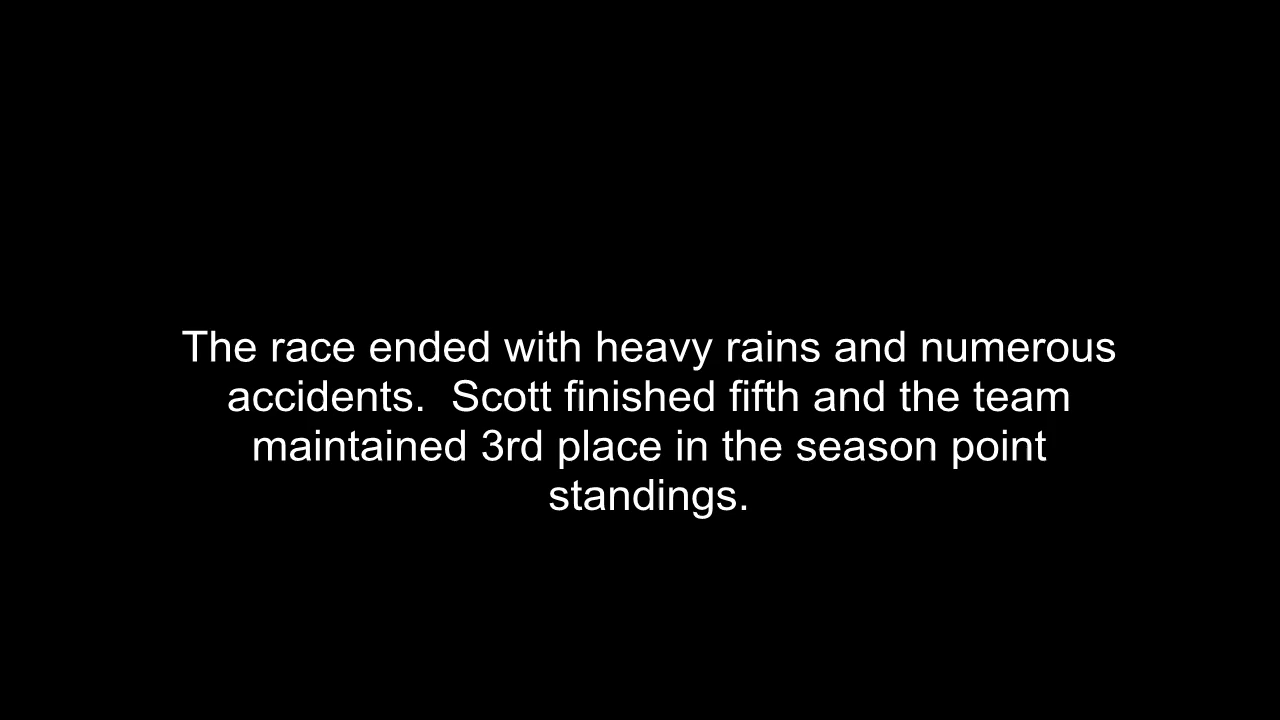 The race ended with heavy rains and numerous
accidents.  Scott finished fifth and the team
maintained 3rd place in the season point
standings.